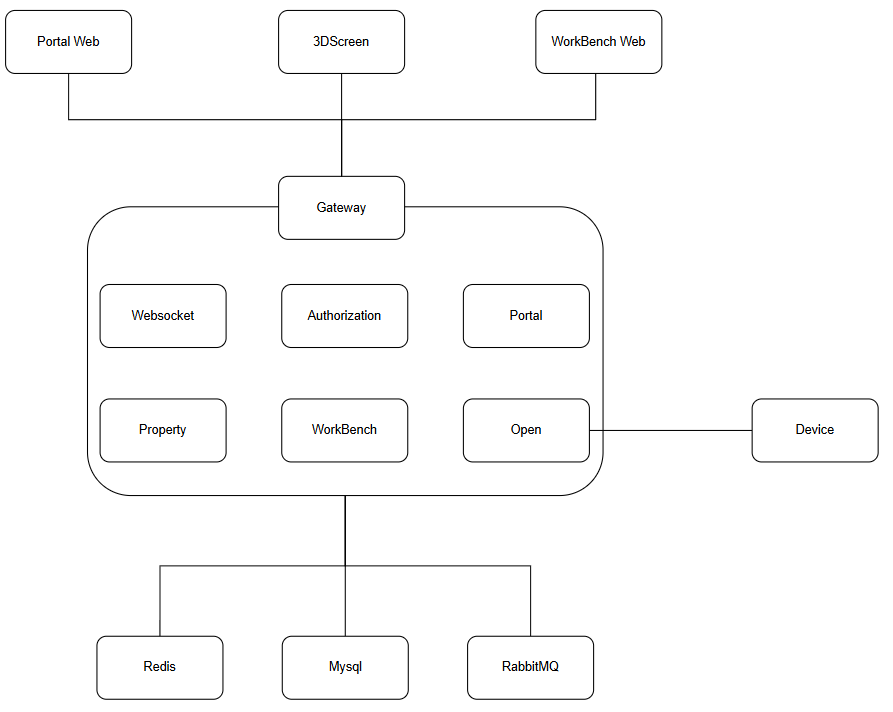 Portal Web
3DScreen
WorkBench Web
Gateway
Websocket
Authorization
Portal
Property
WorkBench
Open
Device
Redis
Mysql
RabbitMQ